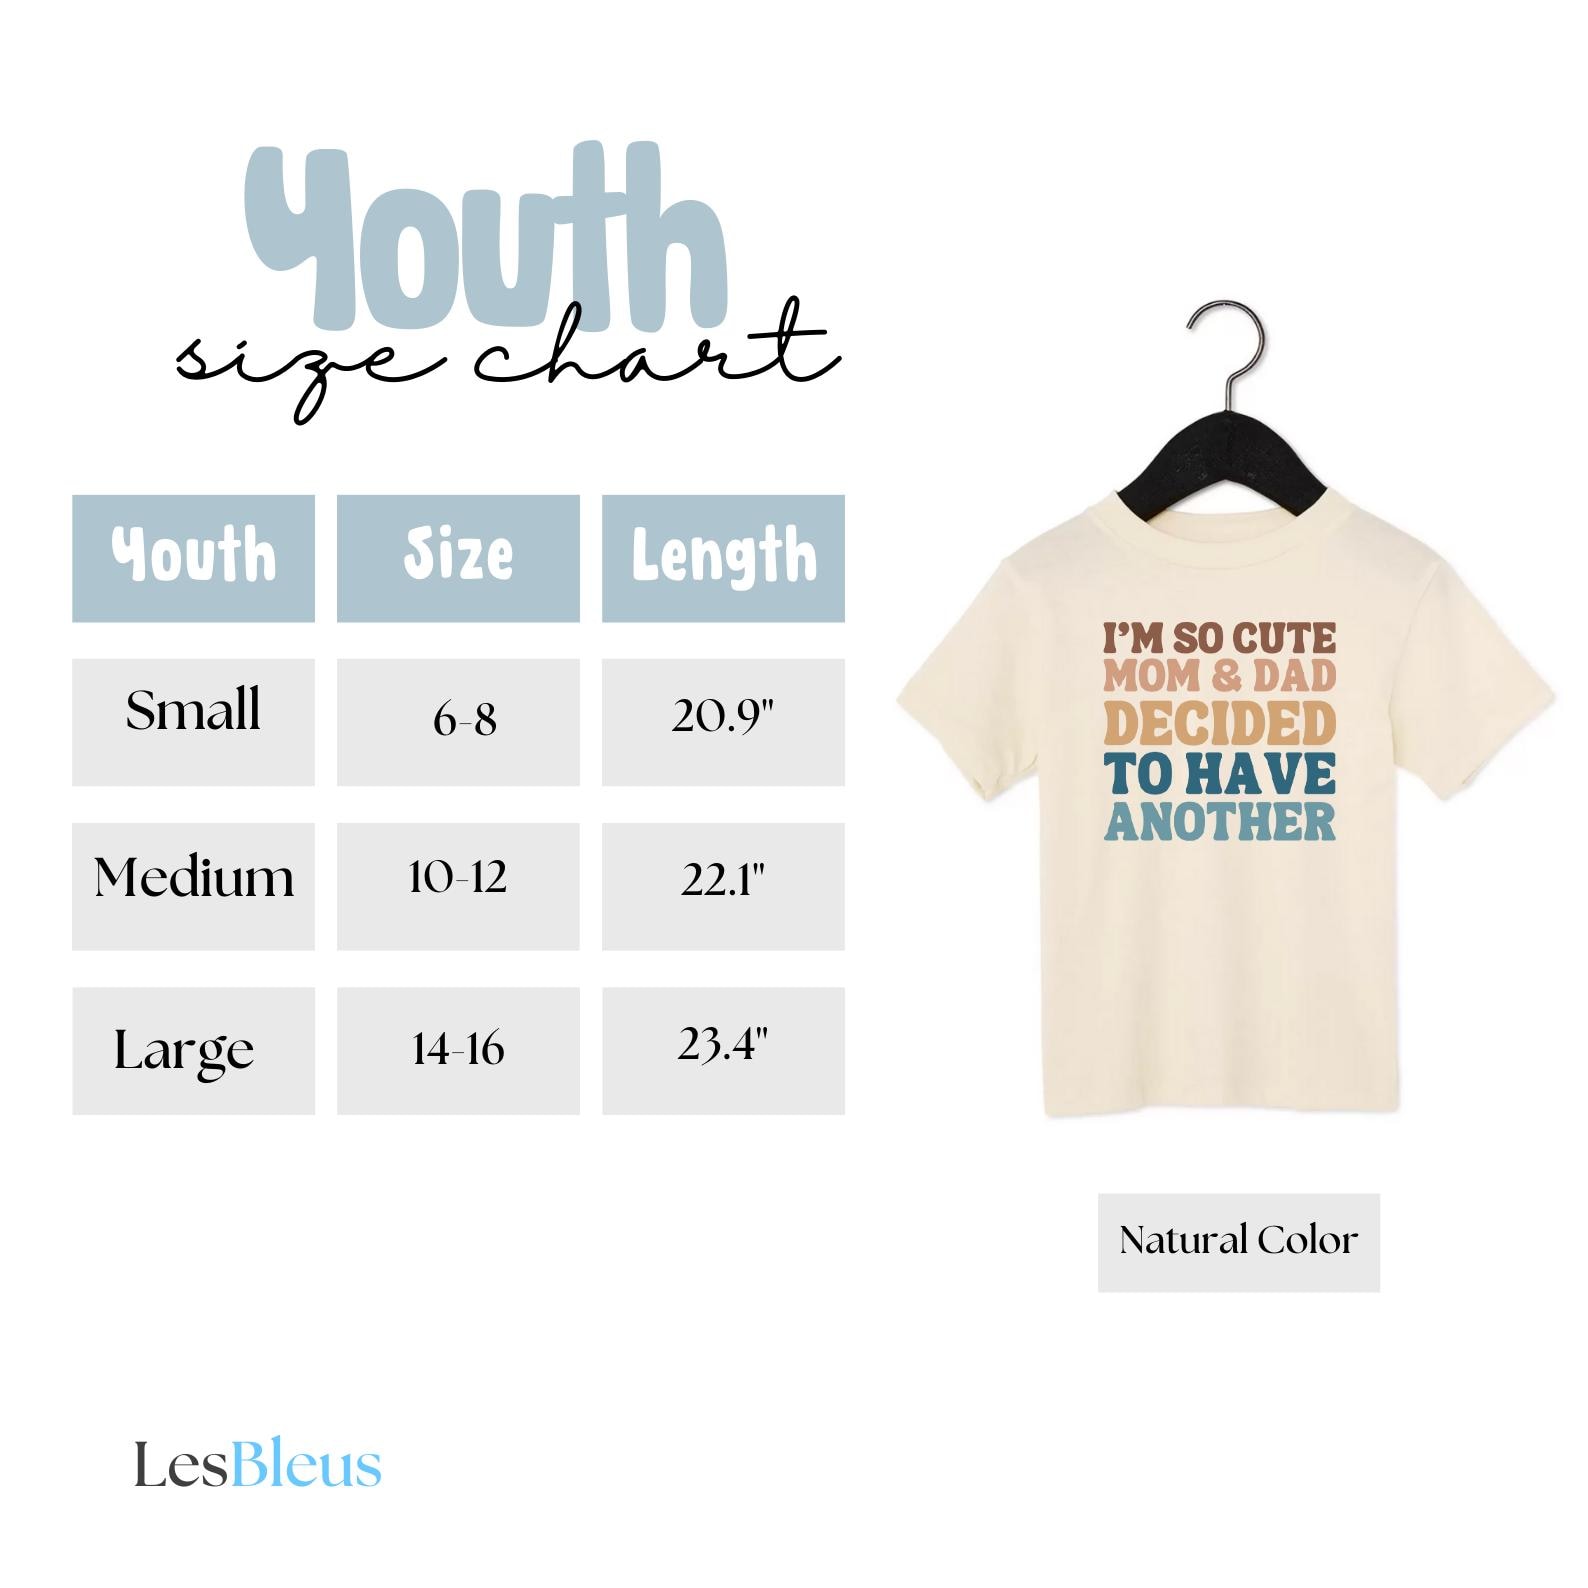 Youth
size chart
Youth Size Length
Small 6-8 20.9"
Medium 10-12 22.1"
Large 14-16 23.4"
I'M SO CUTE
MOM & DAD
DECIDED
TO HAVE
ANOTHER
Natural Color
LesBleus